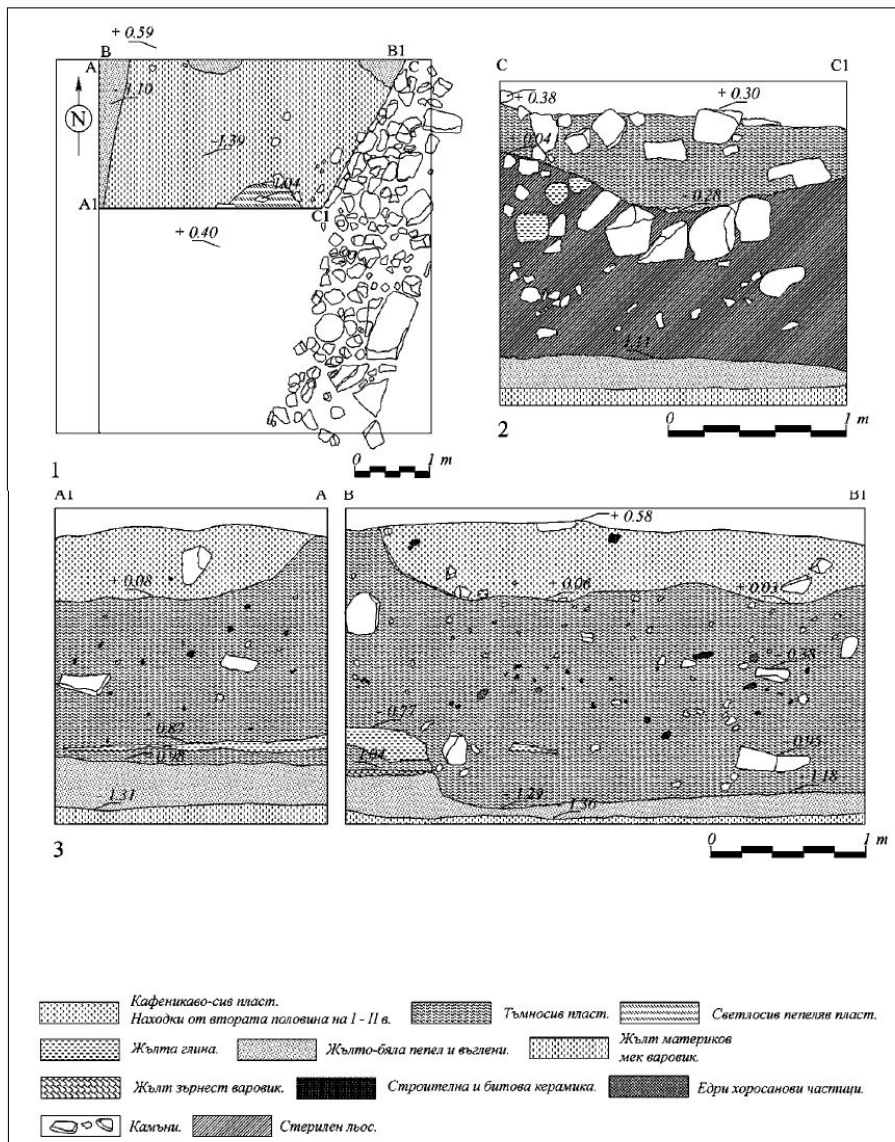 + 0.59
B
B1
A
C
- 1.10
N
- 1.39
- 1.04
A1
C1
+ 0.40
1
0
1 m
C
C1
+ 0.38
+ 0.30
- 0.04
- 0.28
- 1.11
2
0
1 m
A1
A
B
B1
+ 0.58
+ 0.08
+ 0.06
+ 0.03
- 0.38
- 0.82
- 0.77
- 0.98
- 1.04
- 0.95
- 1.31
- 1.29
- 1.36
- 1.18
3
0
1 m
Кафеникаво-сив пласт.
Находки от втората половина на I - II в.
Тъмносив пласт.
Светлосив пепеляв пласт.
Жълта глина.
Жълто-бяла пепел и въглени.
Жълт материков
мек варовик.
Жълт зърнест варовик.
Строителна и битова керамика.
Едри хоросанови частици.
Камъни.
Стерилен льос.